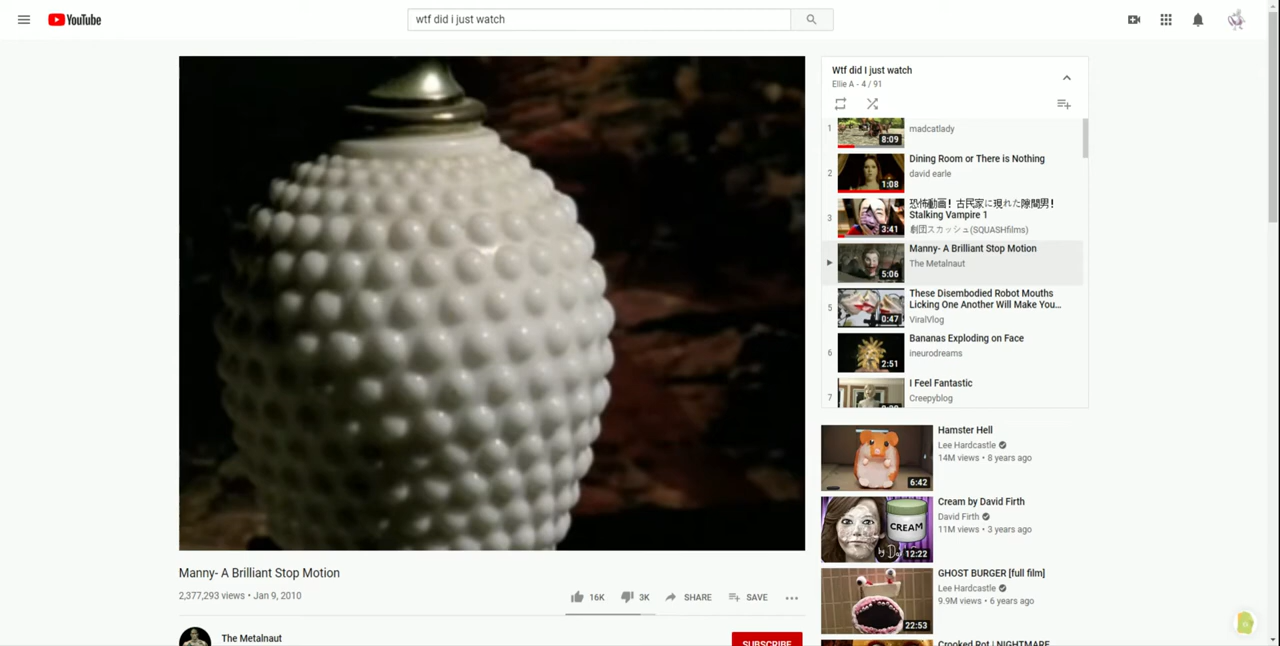 YouTube
wtf did i just watch
Wtf did I just watch
Ellie A - 4 / 91
1
8:09
madcatlady
2
1:08
Dining Room or There is Nothing
david earle
3
3:41
恐怖動画！古民家に現れた隙間男！
Stalking Vampire 1
劇団スカッシュ(SQUASHfilms)
5:06
Manny- A Brilliant Stop Motion
The Metalnaut
5
0:47
These Disembodied Robot Mouths
Licking One Another Will Make You...
ViralVlog
6
2:51
Bananas Exploding on Face
ineurodreams
7
I Feel Fantastic
Creepyblog
6:42
Hamster Hell
Lee Hardcastle
14M views • 8 years ago
CREAM
12:22
Cream by David Firth
David Firth
11M views • 3 years ago
22:53
GHOST BURGER [full film]
Lee Hardcastle
9.9M views • 6 years ago
Crooked Rot | NIGHTMARE
Manny- A Brilliant Stop Motion
2,377,293 views • Jan 9, 2010
16K
3K
SHARE
SAVE
The Metalnaut
SUBSCRIBE